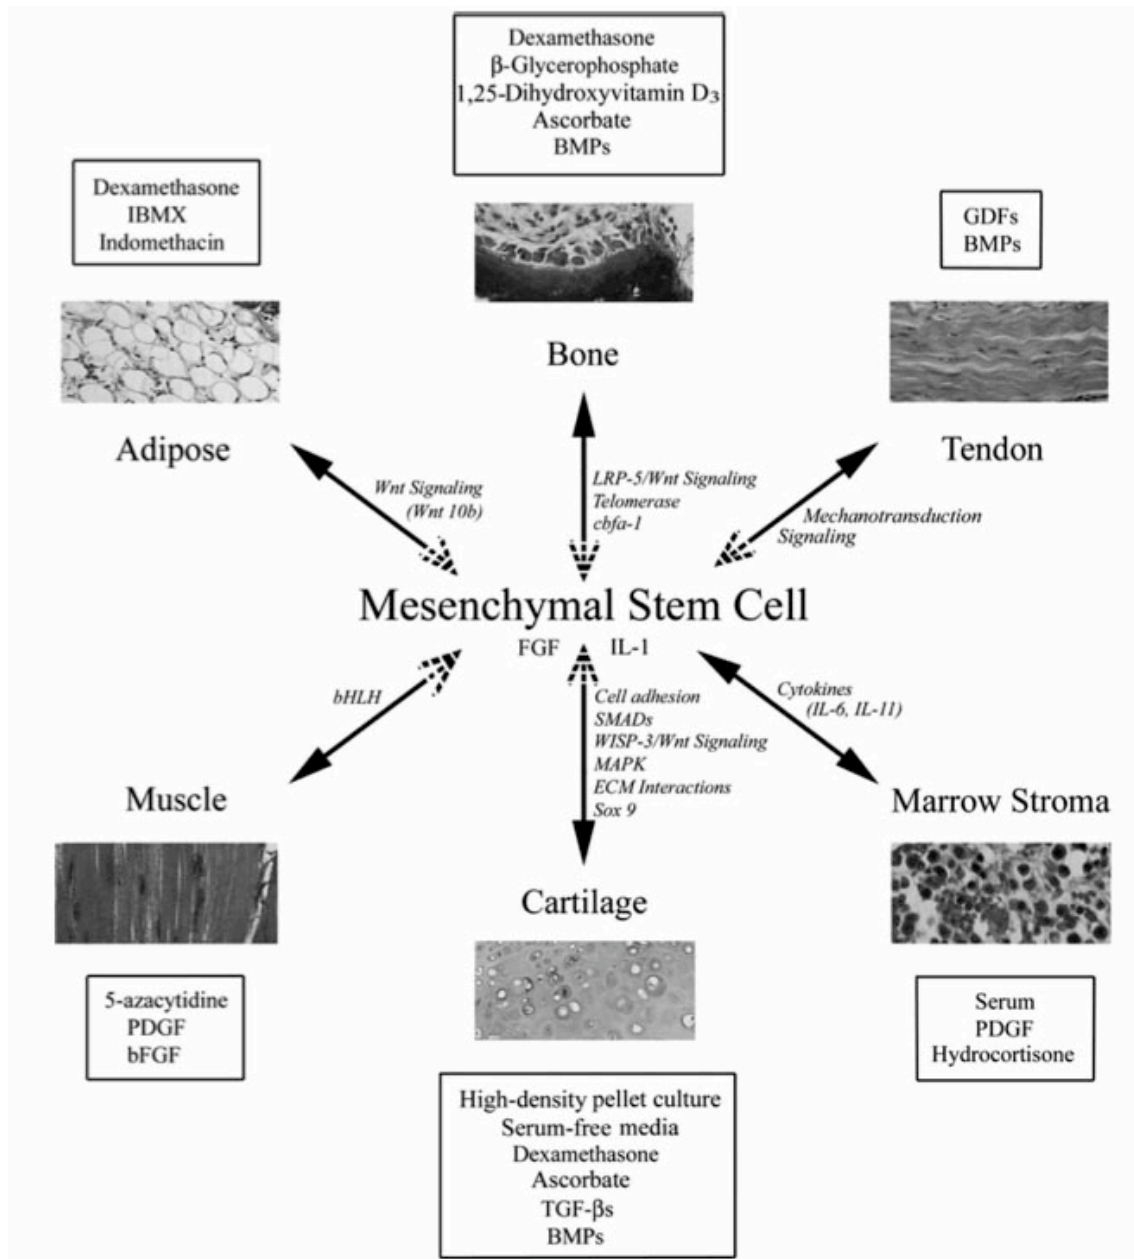 Dexamethasone
β-Glycerophosphate
1,25-Dihydroxyvitamin D₃
Ascorbate
BMPs
Dexamethasone
IBMX
Indomethacin
GDFs
BMPs
Bone
Adipose
Tendon
Wnt Signaling
(Wnt 10b)
LRP-5/Wnt Signaling
Telomerase
cbfa-1
Mechanotransduction
Signaling
Mesenchymal Stem Cell
FGF IL-1
bHLH
Cell adhesion
SMADs
WISP-3/Wnt Signaling
MAPK
ECM Interactions
Sox 9
Cytokines
(IL-6, IL-11)
Muscle
Marrow Stroma
Cartilage
5-azacytidine
PDGF
bFGF
Serum
PDGF
Hydrocortisone
High-density pellet culture
Serum-free media
Dexamethasone
Ascorbate
TGF-βs
BMPs